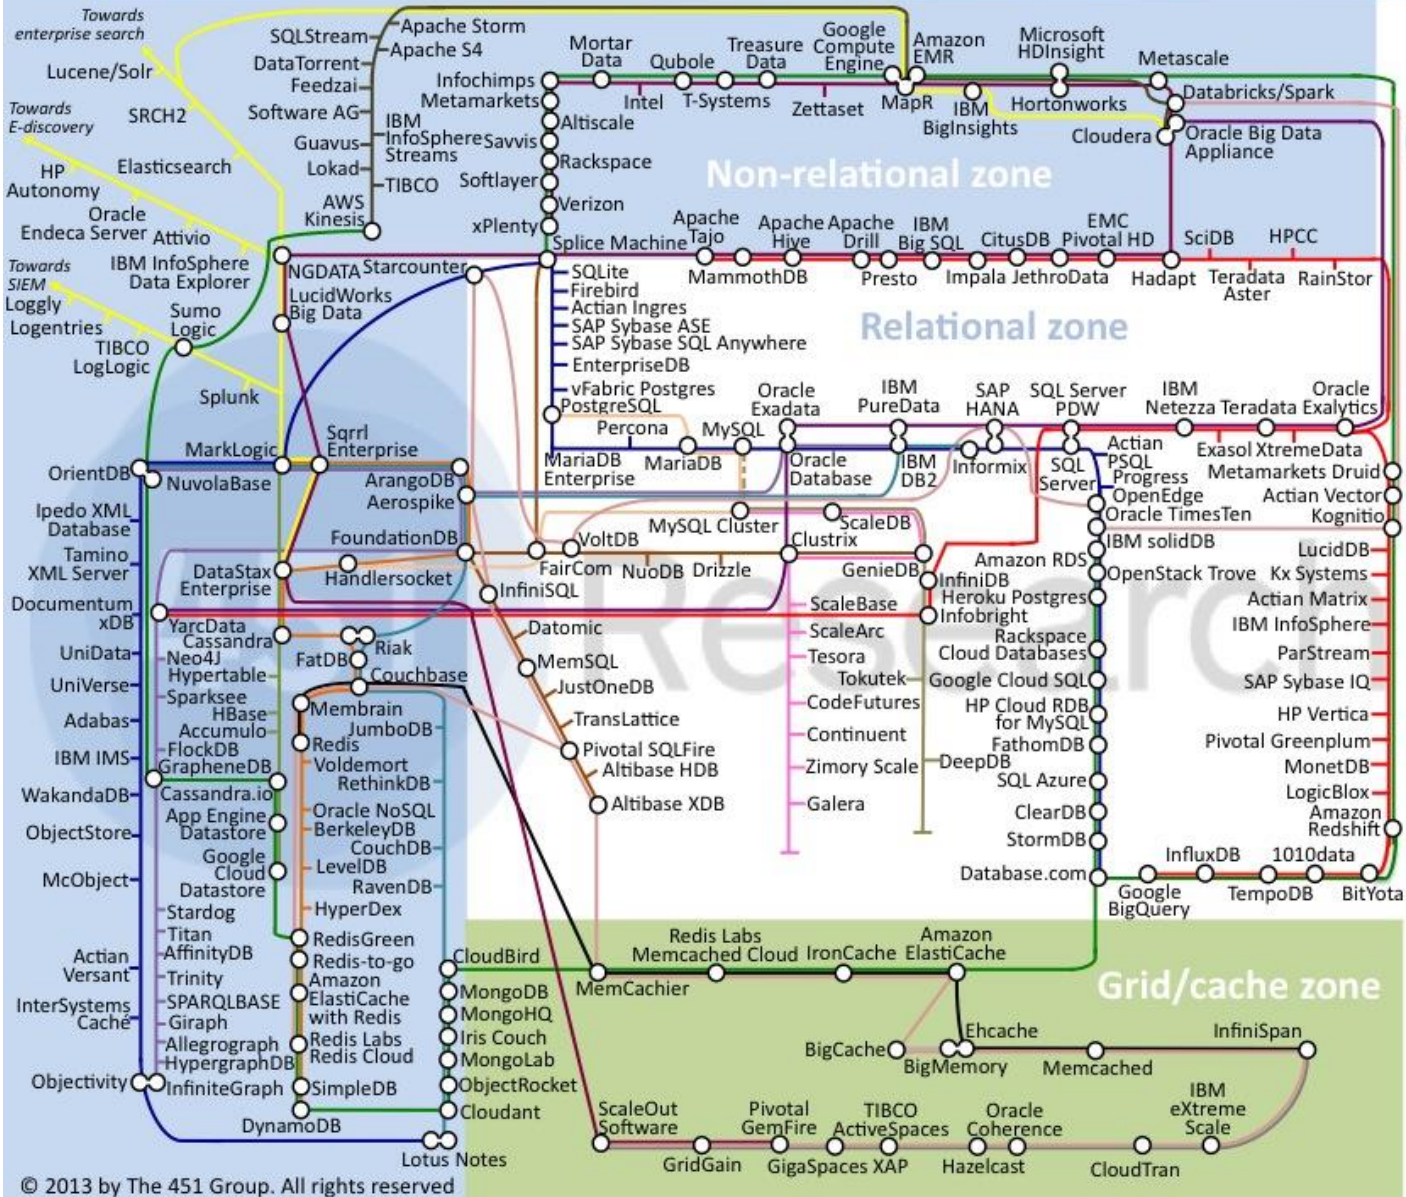 Towards
enterprise search
Lucene/Solr
SRCH2
Elasticsearch
Towards
E-discovery
HP
Autonomy
Oracle
Endeca Server
Attivio
IBM InfoSphere
Data Explorer
Towards
SIEM
Loggly
Logentries
Sumo
Logic
TIBCO
LogLogic
Splunk
SQLStream
Apache Storm
Apache S4
DataTorrent
Feedzai
Software AG
IBM
InfoSphere
Streams
Guavus
Lokad
TIBCO
AWS
Kinesis
Infochimps
Metamarkets
Altiscale
Savvis
Rackspace
Softlayer
Verizon
xPlenty
Splice Machine
Mortar
Data
Intel
Qubole
T-Systems
Treasure
Data
Zettaset
Google
Compute
Engine
Amazon
EMR
MapR
IBM
BigInsights
Microsoft
HDInsight
Hortonworks
Metascale
Databricks/Spark
Cloudera
Oracle Big Data
Appliance
Non-relational zone
NGDATA
Starcounter
LucidWorks
Big Data
Apache
Tajo
MammothDB
Apache
Hive
Apache
Drill
Presto
IBM
Big SQL
Impala
CitusDB
JethroData
EMC
Pivotal HD
Hadapt
SciDB
Teradata
Aster
HPCC
RainStor
Relational zone
SQLite
Firebird
Actian Ingres
SAP Sybase ASE
SAP Sybase SQL Anywhere
EnterpriseDB
vFabric Postgres
PostgreSQL
Percona
MariaDB
Enterprise
MariaDB
MySQL
Oracle
Exadata
Oracle
Database
IBM
PureData
IBM
DB2
SAP
HANA
Informix
SQL Server
PDW
SQL
Server
IBM
Netezza
Teradata
Oracle
Exalytics
Exasol
XtremeData
Actian
PSQL
Progress
OpenEdge
Oracle TimesTen
IBM solidDB
Metamarkets Druid
Actian Vector
Kognitio
LucidDB
Kx Systems
Actian Matrix
IBM InfoSphere
ParStream
SAP Sybase IQ
HP Vertica
Pivotal Greenplum
MonetDB
LogicBlox
Amazon
Redshift
MarkLogic
Sqrrl
Enterprise
OrientDB
NuvolaBase
ArangoDB
Aerospike
Ipedo XML
Database
Tamino
XML Server
Documentum
xDB
UniData
UniVerse
Adabas
IBM IMS
WakandaDB
ObjectStore
McObject
Actian
Versant
InterSystems
Caché
Objectivity
FoundationDB
Handlersocket
DataStax
Enterprise
YarcData
Cassandra
Neo4J
Hypertable
Sparksee
HBase
Accumulo
FlockDB
GrapheneDB
Cassandra.io
App Engine
Datastore
Google
Cloud
Datastore
Stardog
Titan
AffinityDB
Trinity
SPARQLBASE
Giraph
Allegrograph
HypergraphDB
InfiniteGraph
Riak
FatDB
Couchbase
Membrain
JumboDB
Redis
Voldemort
RethinkDB
Oracle NoSQL
BerkeleyDB
CouchDB
LevelDB
RavenDB
HyperDex
RedisGreen
Redis-to-go
Amazon
ElastiCache
with Redis
Redis Labs
Redis Cloud
SimpleDB
DynamoDB
CloudBird
MongoDB
MongoHQ
Iris Couch
MongoLab
ObjectRocket
Cloudant
Lotus Notes
MySQL Cluster
ScaleDB
VoltDB
FairCom
NuoDB
Drizzle
Clustrix
GenieDB
InfiniSQL
Datomic
MemSQL
JustOneDB
TransLattice
Pivotal SQLFire
Altibase HDB
Altibase XDB
ScaleBase
ScaleArc
Tesora
CodeFutures
Continuent
Zimory Scale
Galera
InfiniDB
Infobright
Tokutek
DeepDB
Amazon RDS
OpenStack Trove
Heroku Postgres
Rackspace
Cloud Databases
Google Cloud SQL
HP Cloud RDB
for MySQL
FathomDB
SQL Azure
ClearDB
StormDB
Database.com
Google
BigQuery
InfluxDB
TempoDB
1010data
BitYota
451 Research
Redis Labs
Memcached Cloud
IronCache
Amazon
ElastiCache
MemCachier
Grid/cache zone
BigCache
Ehcache
BigMemory
Memcached
InfiniSpan
ScaleOut
Software
GridGain
Pivotal
GemFire
GigaSpaces XAP
TIBCO
ActiveSpaces
Hazelcast
Oracle
Coherence
CloudTran
IBM
eXtreme
Scale
© 2013 by The 451 Group. All rights reserved